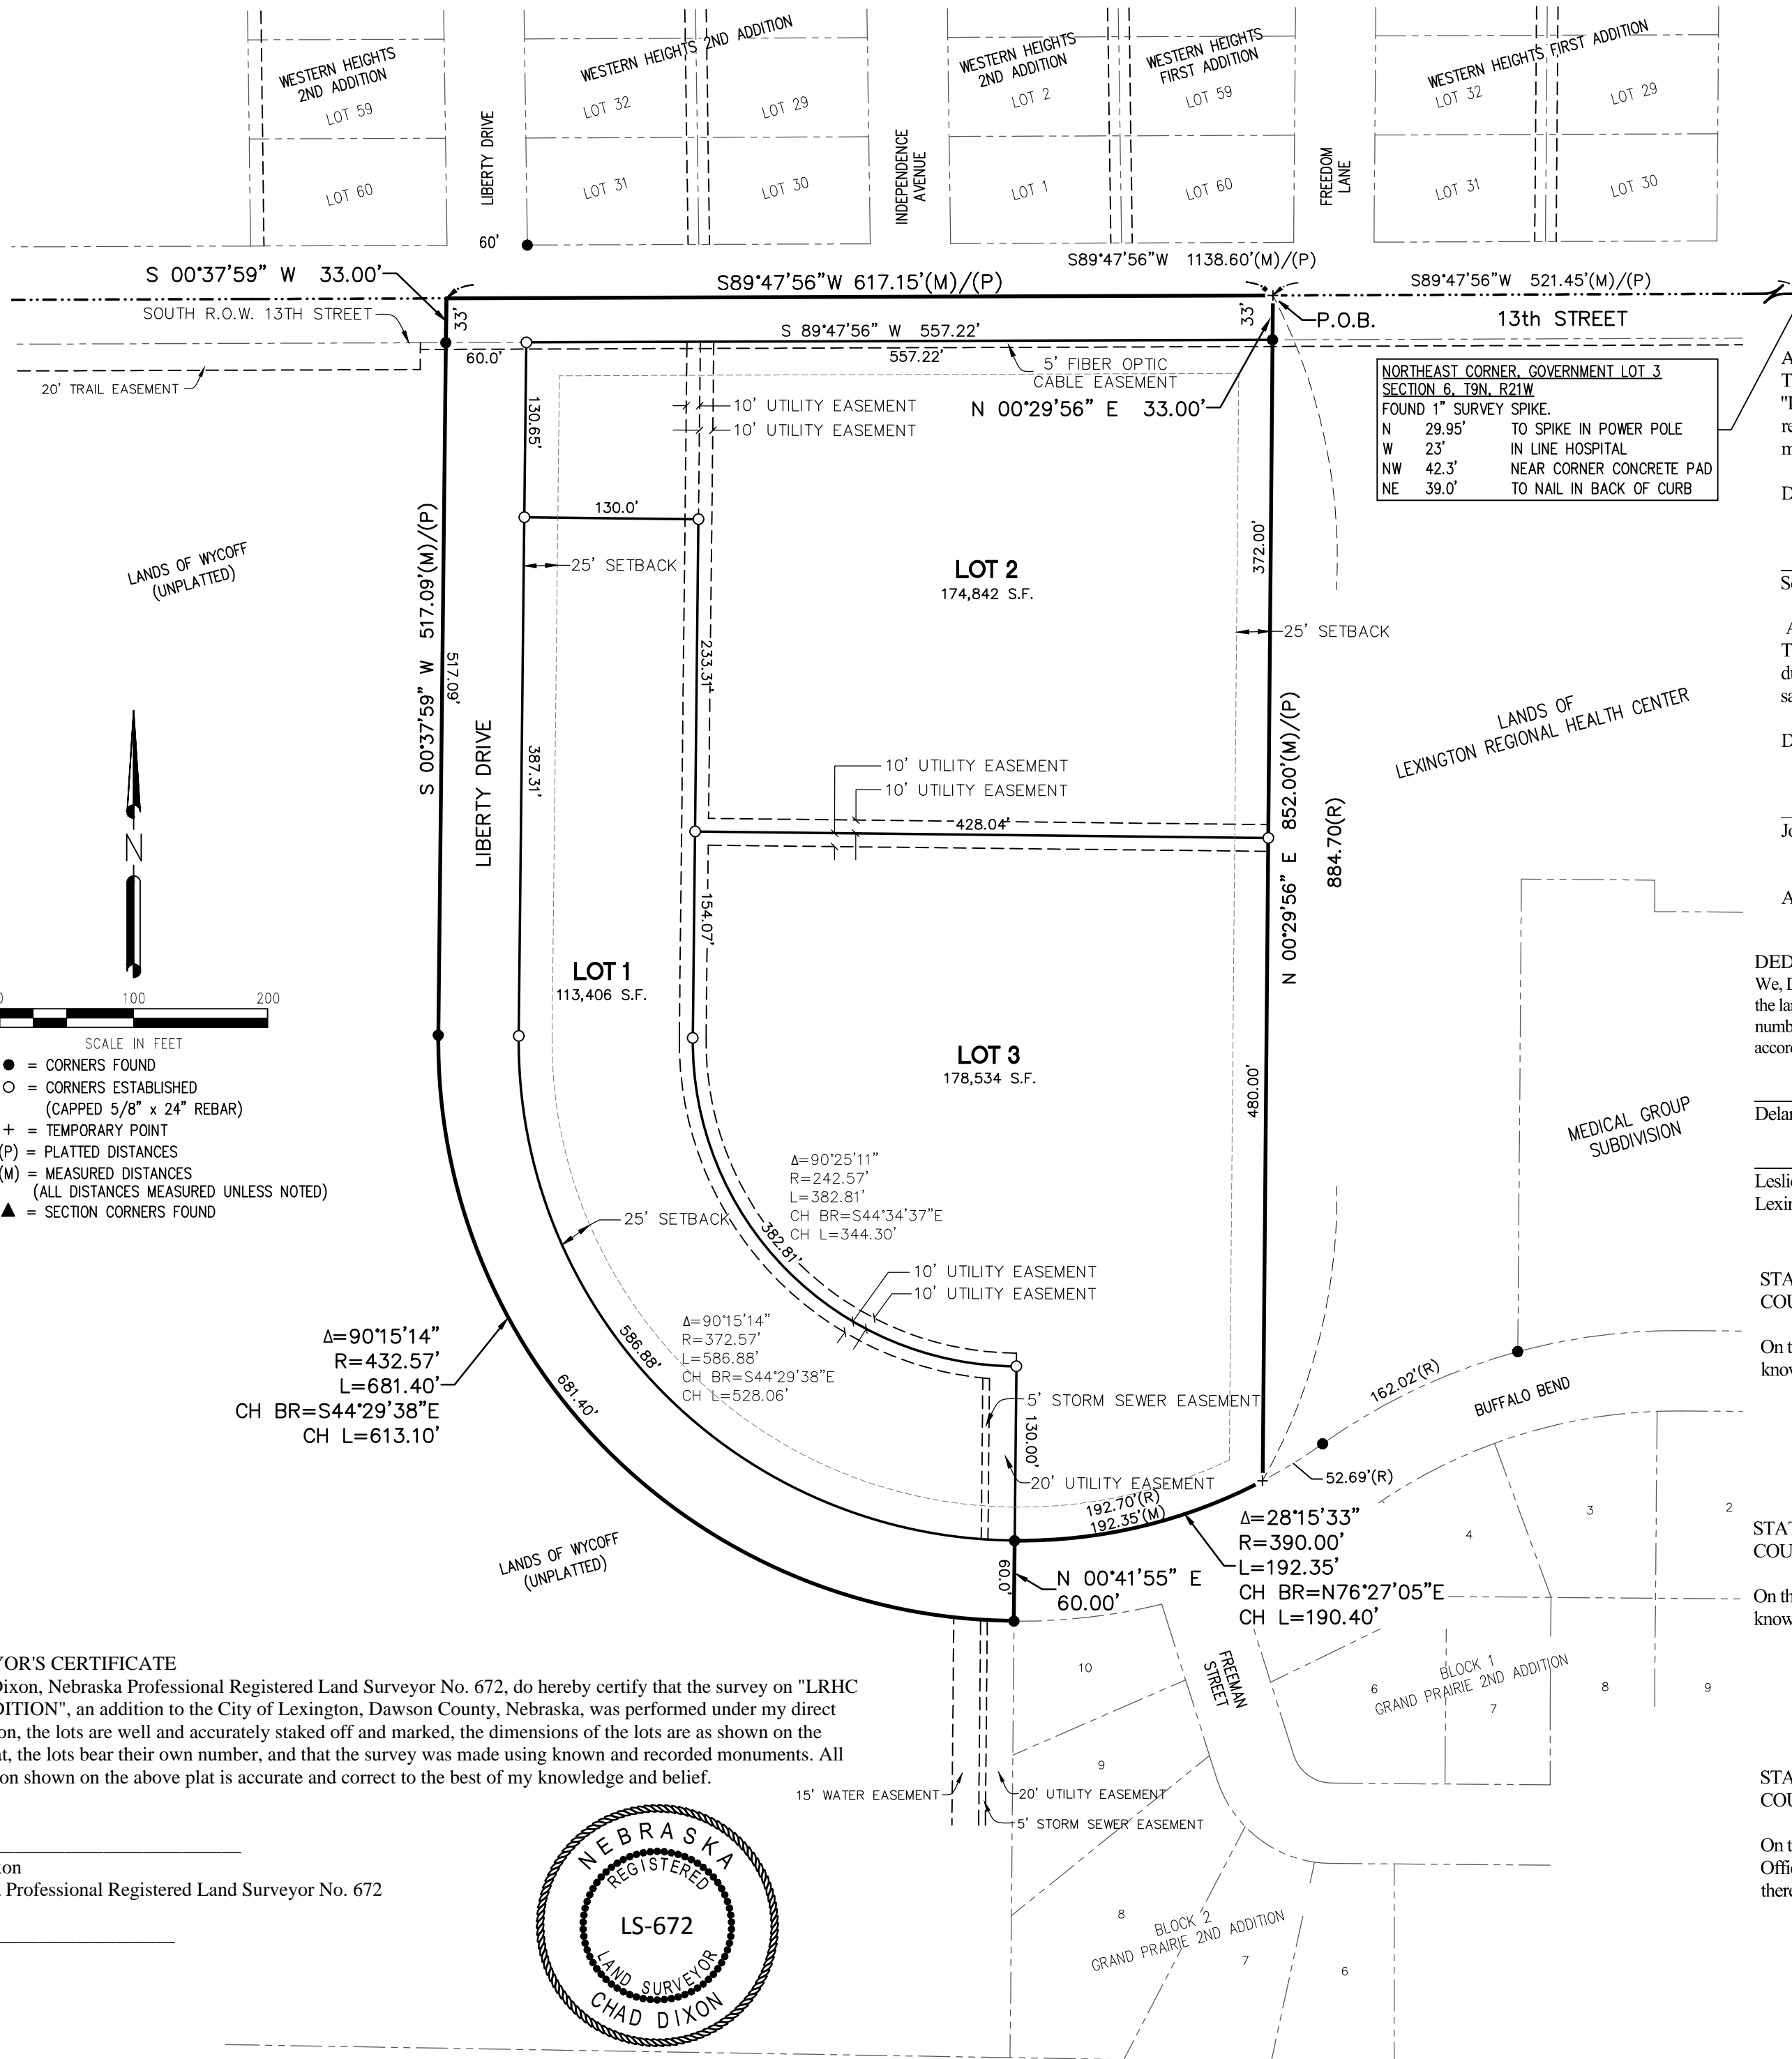 WESTERN HEIGHTS
2ND ADDITION
LOT 59
LOT 60
LIBERTY DRIVE
60'
WESTERN HEIGHTS 2ND ADDITION
LOT 32
LOT 29
LOT 31
LOT 30
INDEPENDENCE
AVENUE
WESTERN HEIGHTS
2ND ADDITION
LOT 2
LOT 1
WESTERN HEIGHTS
FIRST ADDITION
LOT 59
LOT 60
FREEDOM
LANE
WESTERN HEIGHTS FIRST ADDITION
LOT 32
LOT 29
LOT 31
LOT 30
S 00°37'59" W 33.00'
S89°47'56"W 617.15'(M)/(P)
S89°47'56"W 1138.60'(M)/(P)
S89°47'56"W 521.45'(M)/(P)
SOUTH R.O.W. 13TH STREET
33'
33'
P.O.B.
13th STREET
S 89°47'56" W 557.22'
557.22'
60.0'
20' TRAIL EASEMENT
5' FIBER OPTIC
CABLE EASEMENT
N 00°29'56" E 33.00'
10' UTILITY EASEMENT
10' UTILITY EASEMENT
NORTHEAST CORNER, GOVERNMENT LOT 3
SECTION 6, T9N, R21W
FOUND 1" SURVEY SPIKE.
N 29.95' TO SPIKE IN POWER POLE
W 23' IN LINE HOSPITAL
NW 42.3' NEAR CORNER CONCRETE PAD
NE 39.0' TO NAIL IN BACK OF CURB
130.65'
130.0'
25' SETBACK
LANDS OF WYCOFF
(UNPLATTED)
S 00°37'59" W 517.09'(M)/(P)
517.09'
LIBERTY DRIVE
387.31'
233.31'
LOT 2
174,842 S.F.
372.00'
25' SETBACK
N 00°29'56" E 852.00'(M)/(P)
884.70(R)
LANDS OF
LEXINGTON REGIONAL HEALTH CENTER
10' UTILITY EASEMENT
10' UTILITY EASEMENT
428.04'
154.07'
LOT 1
113,406 S.F.
LOT 3
178,534 S.F.
480.00'
MEDICAL GROUP
SUBDIVISION
N
100
200
SCALE IN FEET
= CORNERS FOUND
= CORNERS ESTABLISHED
(CAPPED 5/8" x 24" REBAR)
+ = TEMPORARY POINT
(P) = PLATTED DISTANCES
(M) = MEASURED DISTANCES
(ALL DISTANCES MEASURED UNLESS NOTED)
▲ = SECTION CORNERS FOUND
Δ=90°25'11"
R=242.57'
L=382.81'
CH BR=S44°34'37"E
CH L=344.30'
382.81'
25' SETBACK
10' UTILITY EASEMENT
10' UTILITY EASEMENT
Δ=90°15'14"
R=372.57'
L=586.88'
CH BR=S44°29'38"E
CH L=528.06'
586.88'
Δ=90°15'14"
R=432.57'
L=681.40'
CH BR=S44°29'38"E
CH L=613.10'
681.40'
5' STORM SEWER EASEMENT
130.00'
20' UTILITY EASEMENT
192.70'(R)
192.35'(M)
162.02'(R)
BUFFALO BEND
52.69'(R)
Δ=28°15'33"
R=390.00'
L=192.35'
CH BR=N76°27'05"E
CH L=190.40'
60.0'
N 00°41'55" E
60.00'
LANDS OF WYCOFF
(UNPLATTED)
4
3
2
FREEMAN
STREET
BLOCK 1
GRAND PRAIRIE 2ND ADDITION
6
7
8
9
10
9
8
BLOCK 2
GRAND PRAIRIE 2ND ADDITION
7
6
15' WATER EASEMENT
20' UTILITY EASEMENT
5' STORM SEWER EASEMENT
YOR'S CERTIFICATE
Dixon, Nebraska Professional Registered Land Surveyor No. 672, do hereby certify that the survey on "LRHC
DITION", an addition to the City of Lexington, Dawson County, Nebraska, was performed under my direct
on, the lots are well and accurately staked off and marked, the dimensions of the lots are as shown on the
at, the lots bear their own number, and that the survey was made using known and recorded monuments. All
on shown on the above plat is accurate and correct to the best of my knowledge and belief.
xon
Professional Registered Land Surveyor No. 672
NEBRASKA
REGISTERED
LS-672
LAND SURVEYOR
CHAD DIXON
DED
We, D
the la
numb
accor
Delan
Leslie
Lexin
STA
COU
On t
know
STAT
COU
On th
know
STA
COU
On t
Offic
there